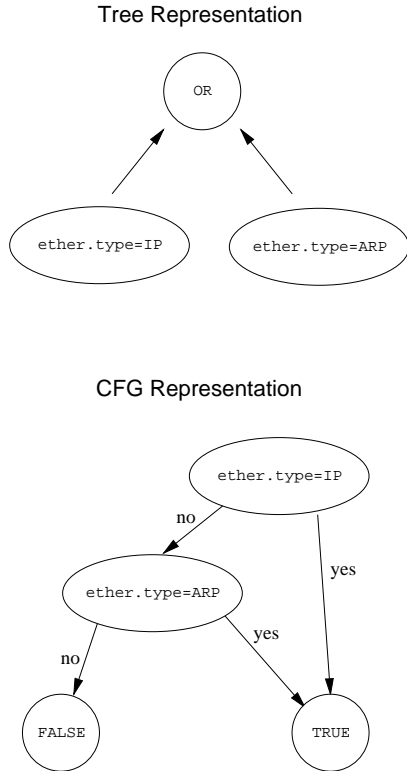 Tree Representation
OR
ether.type=IP
ether.type=ARP
CFG Representation
ether.type=IP
no
yes
ether.type=ARP
yes
no
FALSE
TRUE